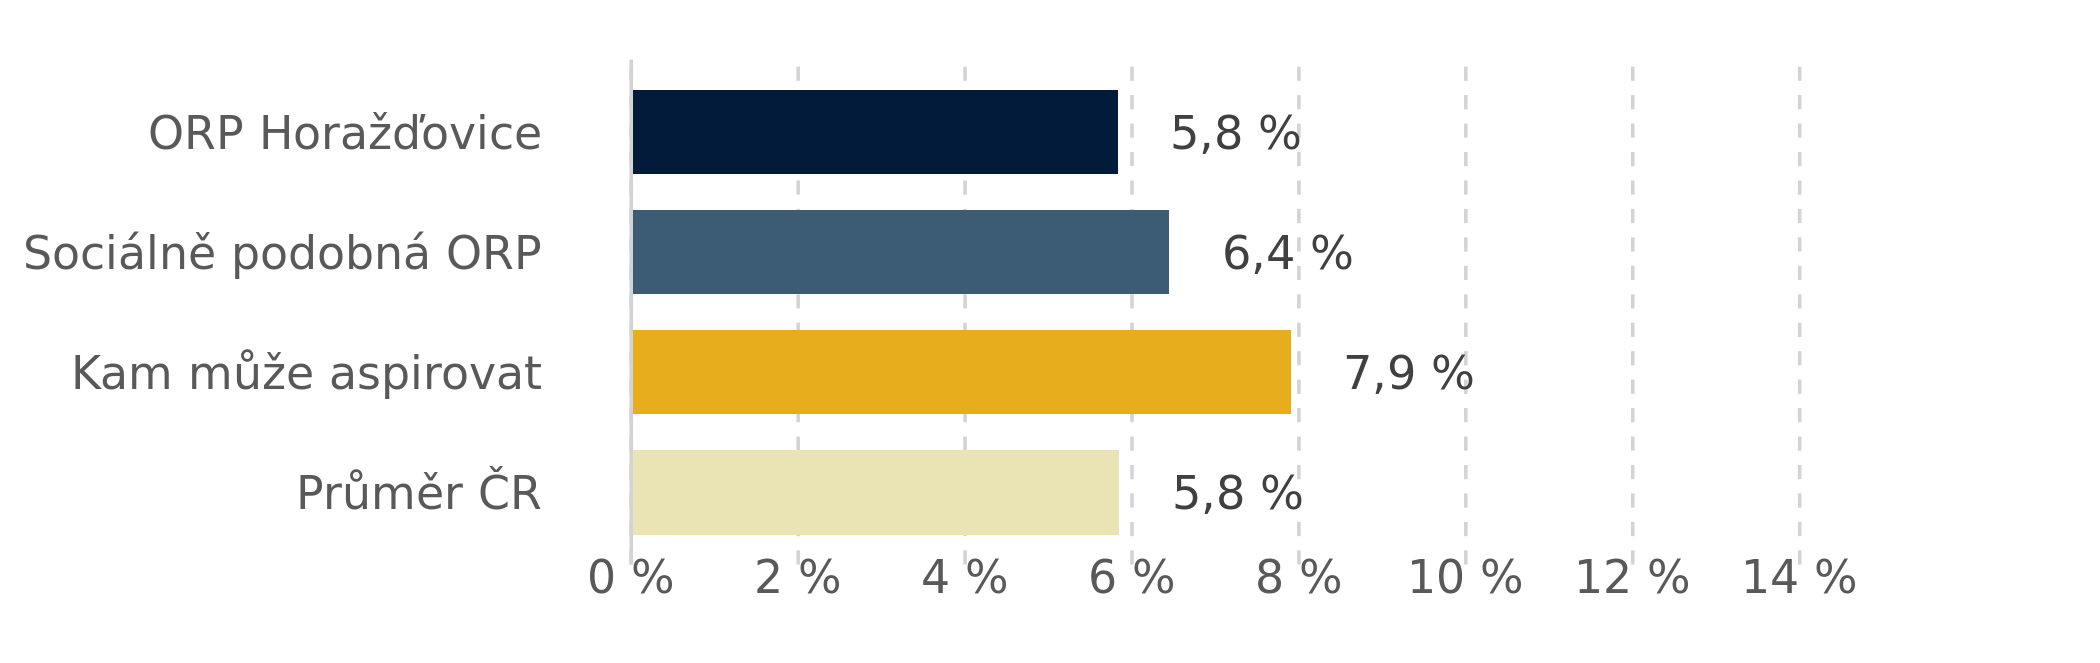 ORP Horažďovice 5,8 %
Sociálně podobná ORP 6,4 %
Kam může aspirovat 7,9 %
Průměr ČR 5,8 %
0 % 2 % 4 % 6 % 8 % 10 % 12 % 14 %